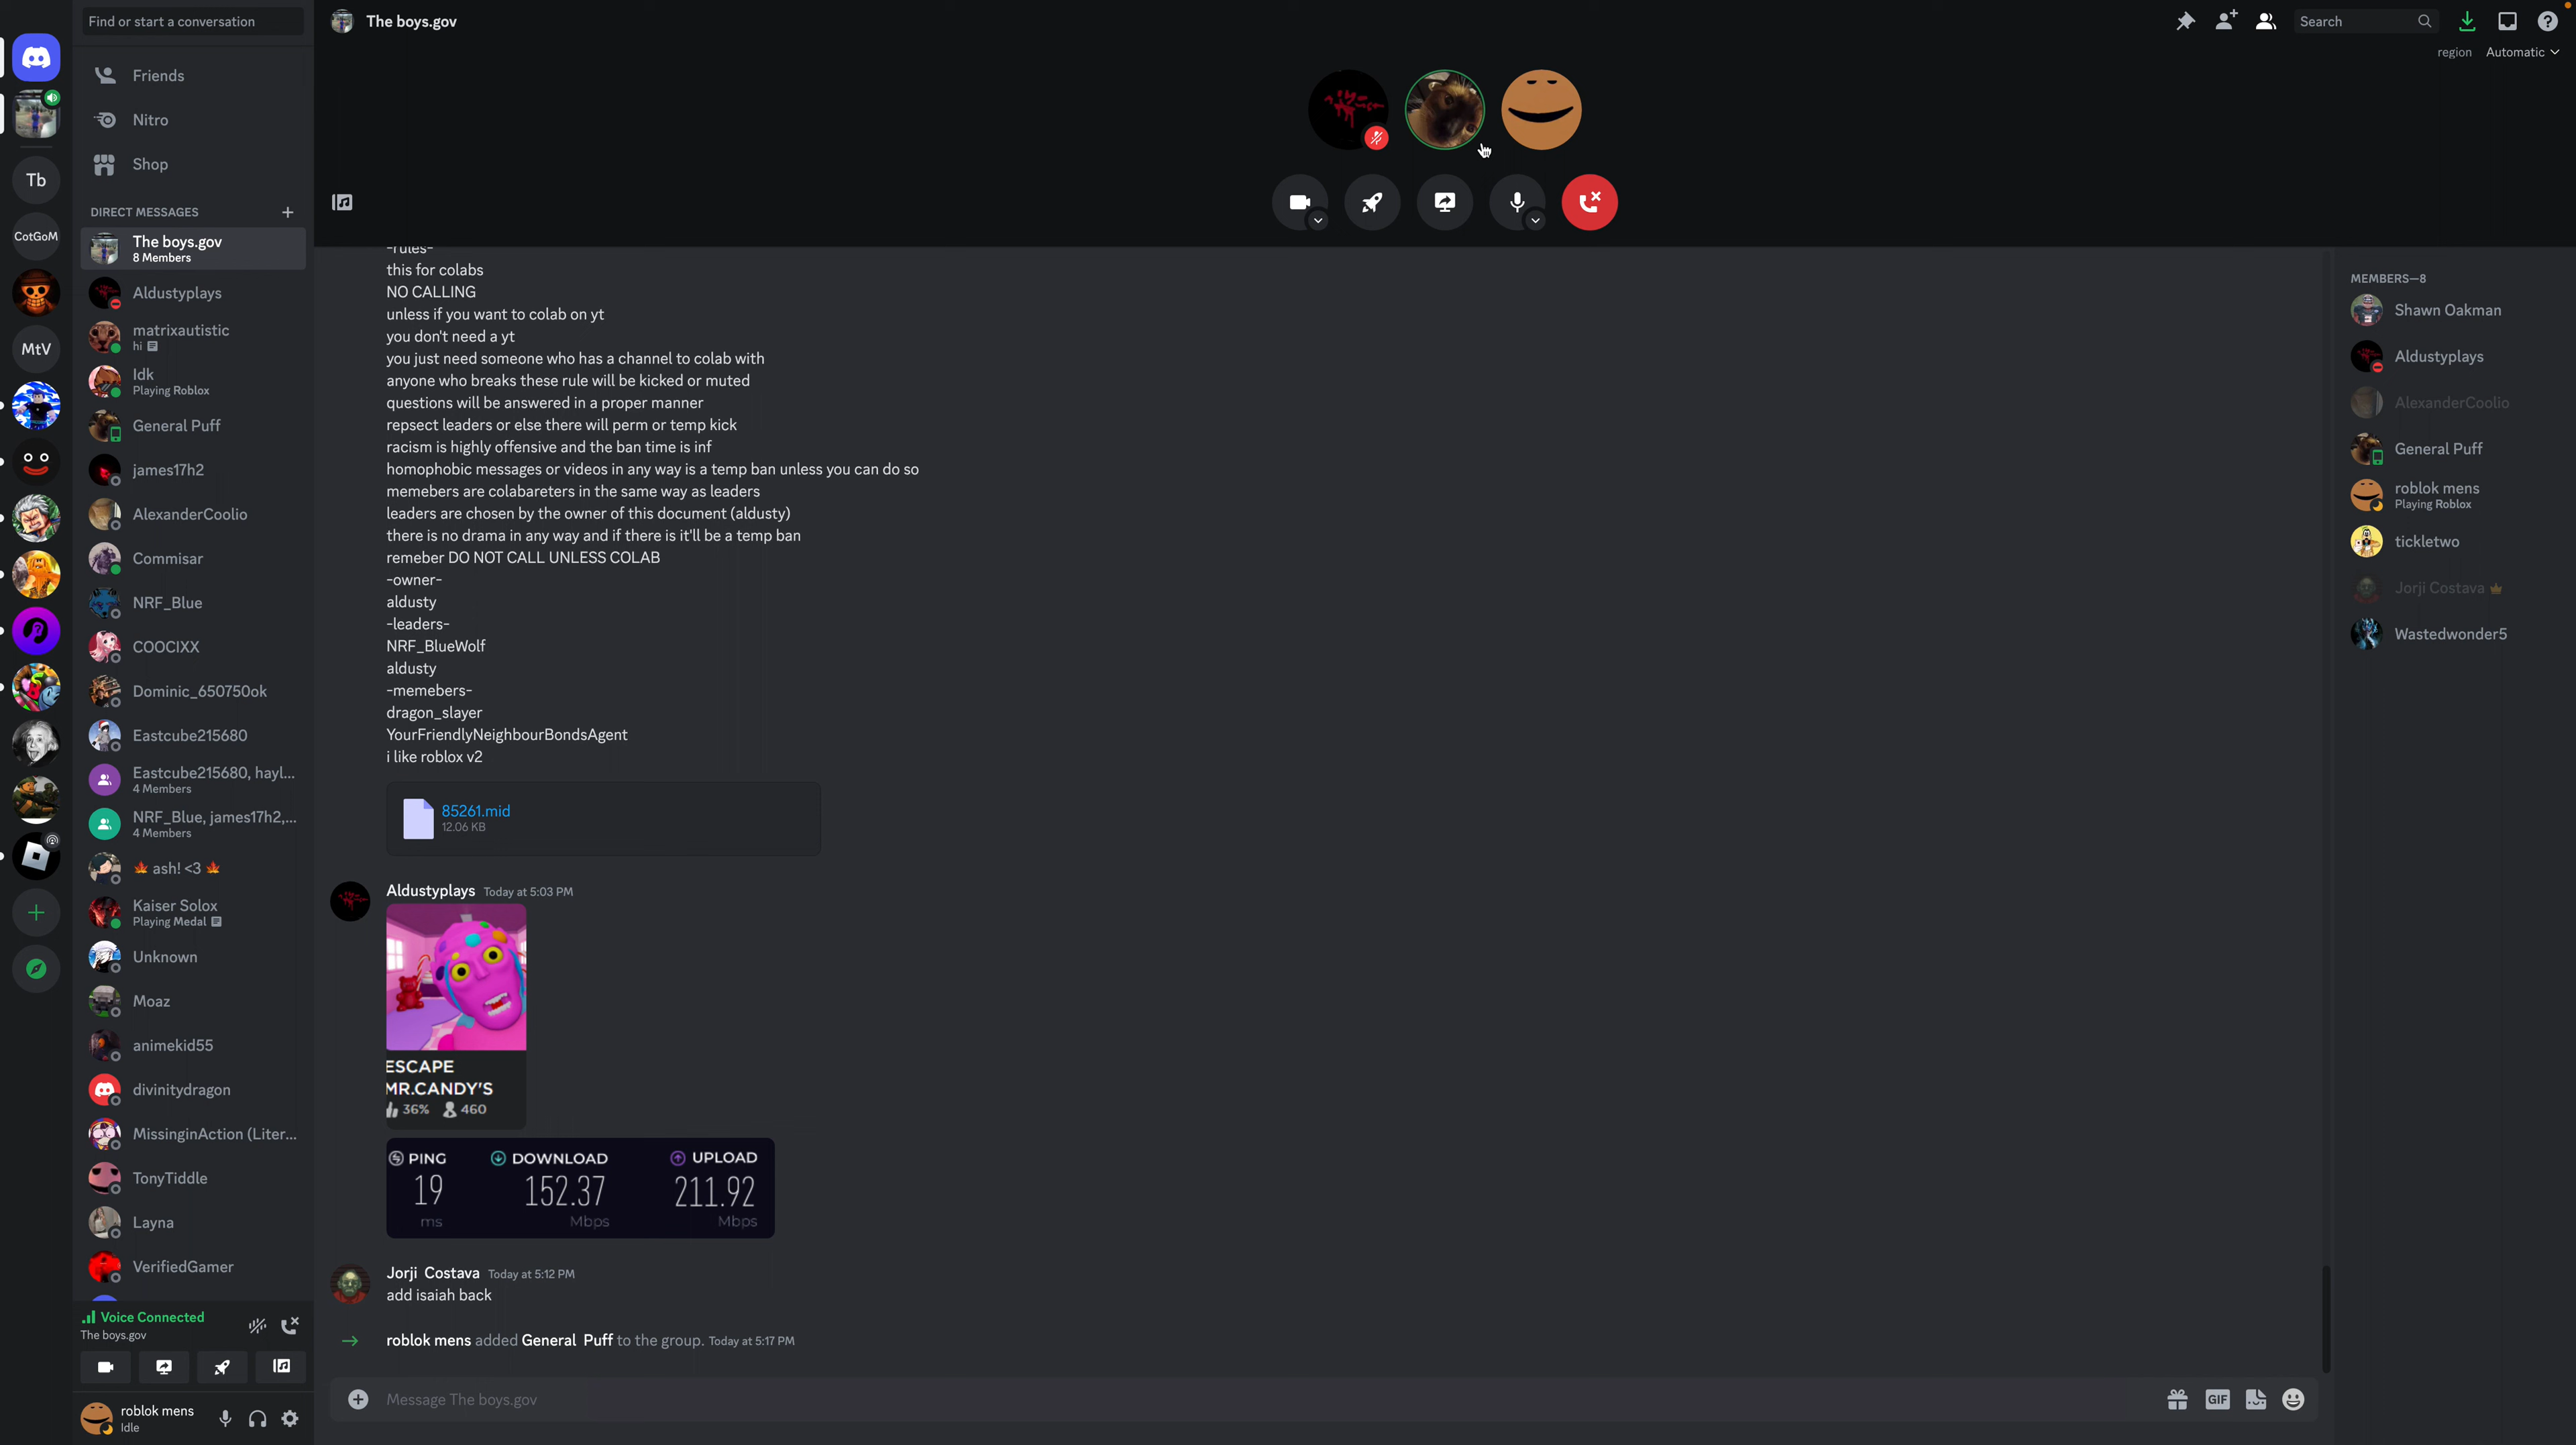 Find or start a conversation
The boys.gov
Search
region Automatic
Tb
CotGoM
MtV
Friends
Nitro
Shop
DIRECT MESSAGES
The boys.gov
8 Members
Aldustyplays
matrixautistic
hi
Idk
Playing Roblox
General Puff
james17h2
AlexanderCoolio
Commisar
NRF_Blue
COOCIXX
Dominic_650750ok
Eastcube215680
Eastcube215680, hayl...
4 Members
NRF_Blue, james17h2,...
4 Members
ash! <3
Kaiser Solox
Playing Medal
Unknown
Moaz
animekid55
divinitydragon
MissinginAction (Liter...
TonyTiddle
Layna
VerifiedGamer
Voice Connected
The boys.gov
roblok mens
Idle
-rules-
this for colabs
NO CALLING
unless if you want to colab on yt
you don't need a yt
you just need someone who has a channel to colab with
anyone who breaks these rule will be kicked or muted
questions will be answered in a proper manner
repsect leaders or else there will perm or temp kick
racism is highly offensive and the ban time is inf
homophobic messages or videos in any way is a temp ban unless you can do so
memebers are colabareters in the same way as leaders
leaders are chosen by the owner of this document (aldusty)
there is no drama in any way and if there is it'll be a temp ban
remeber DO NOT CALL UNLESS COLAB
-owner-
aldusty
-leaders-
NRF_BlueWolf
aldusty
-memebers-
dragon_slayer
YourFriendlyNeighbourBondsAgent
i like roblox v2
85261.mid
12.06 KB
Aldustyplays Today at 5:03 PM
ESCAPE
MR.CANDY'S
36% 460
PING DOWNLOAD UPLOAD
19 152.37 211.92
ms Mbps Mbps
Jorji Costava Today at 5:12 PM
add isaiah back
roblok mens added General Puff to the group. Today at 5:17 PM
Message The boys.gov
GIF
MEMBERS—8
Shawn Oakman
Aldustyplays
AlexanderCoolio
General Puff
roblok mens
Playing Roblox
tickletwo
Jorji Costava
Wastedwonder5